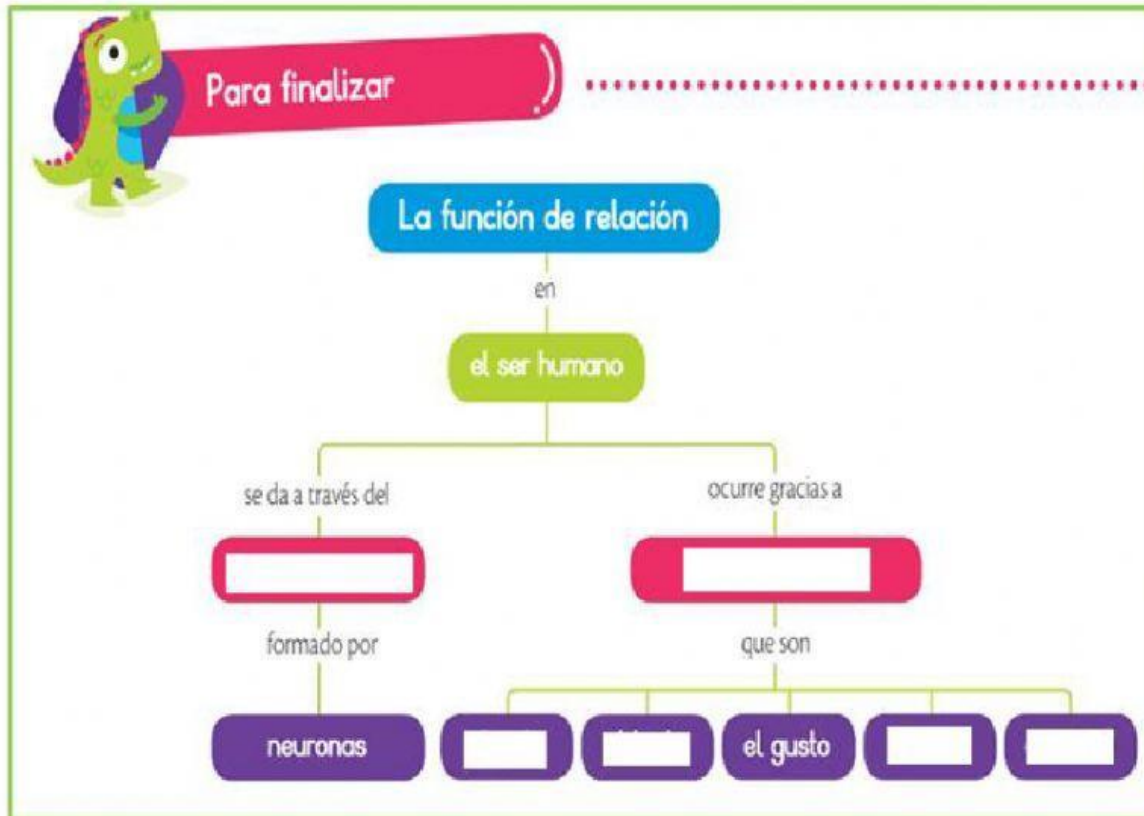 Para finalizar
La función de relación
en
el ser humano
se da a través del
ocurre gracias a
formado por
que son
neuronas
el gusto